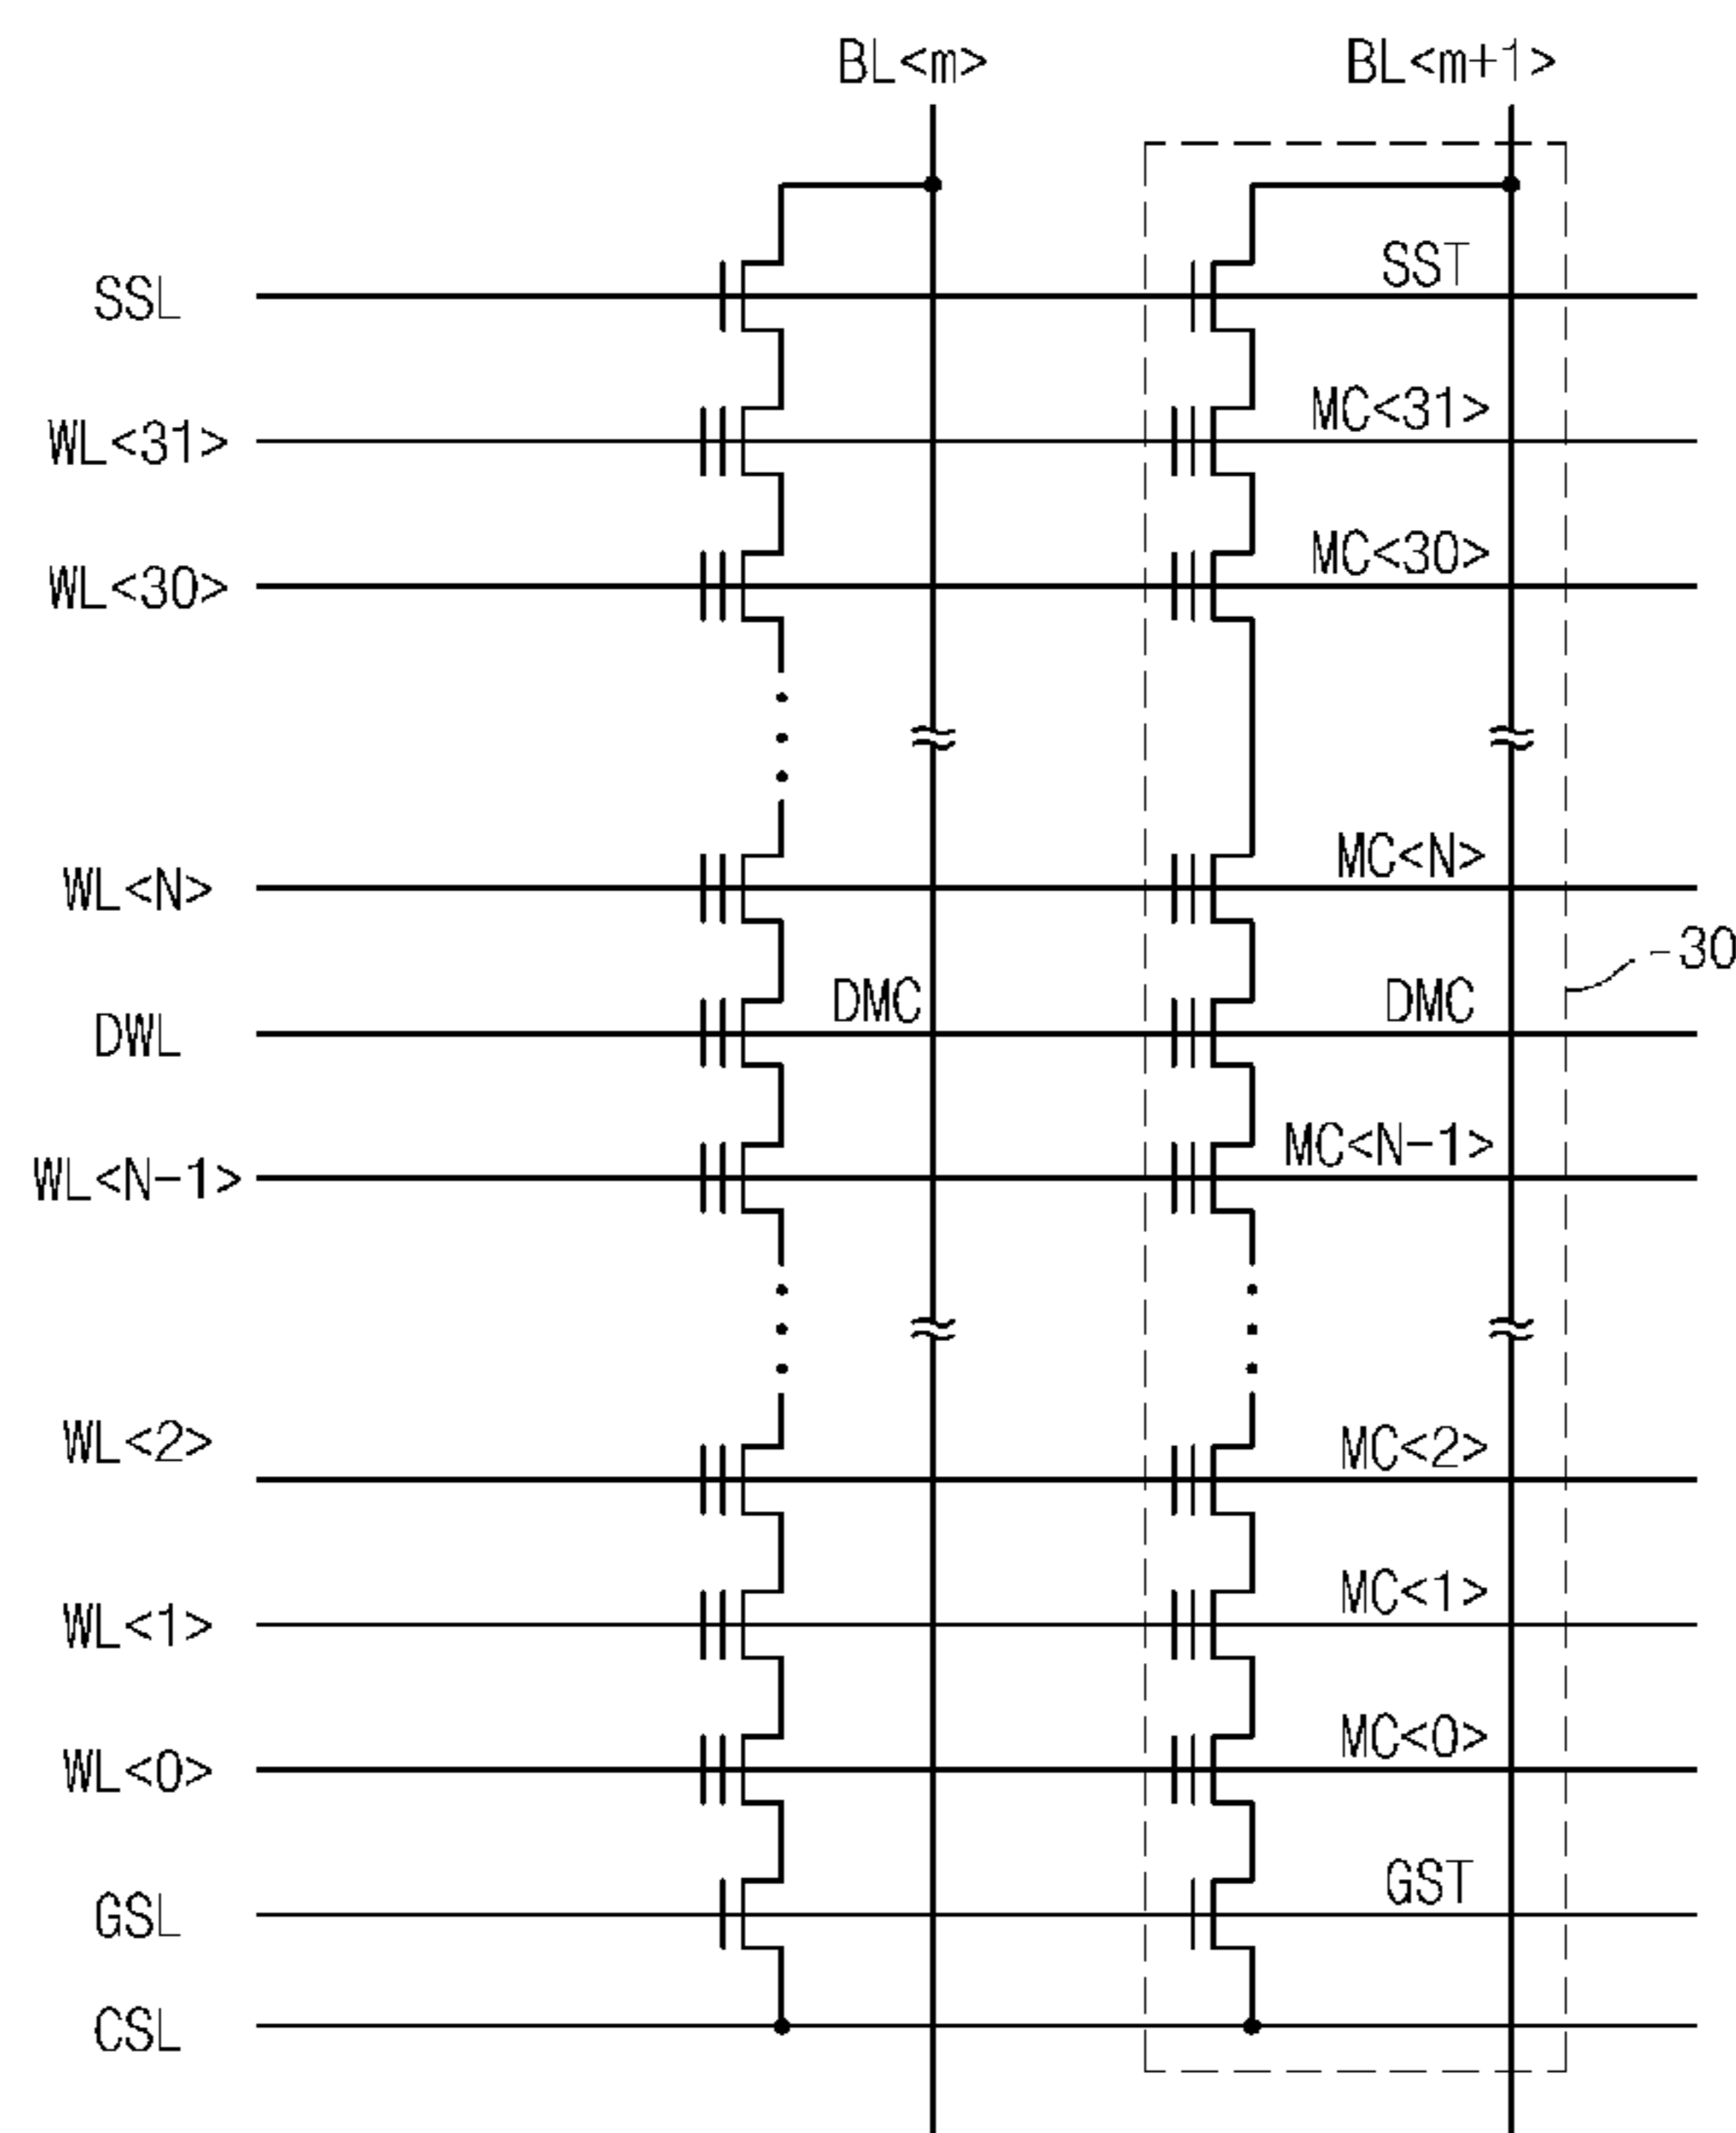 BL<m> BL<m+1>
SSL SST
WL<31> MC<31>
WL<30> MC<30>
WL<N> MC<N>
-30
DWL DMC DMC
WL<N-1> MC<N-1>
WL<2> MC<2>
WL<1> MC<1>
WL<0> MC<0>
GSL GST
CSL